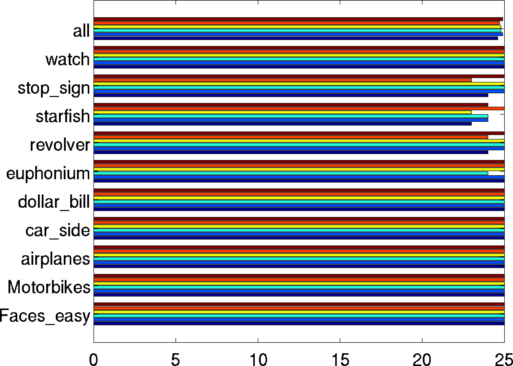 all
watch
stop_sign
starfish
revolver
euphonium
dollar_bill
car_side
airplanes
Motorbikes
Faces_easy
0 5 10 15 20 25